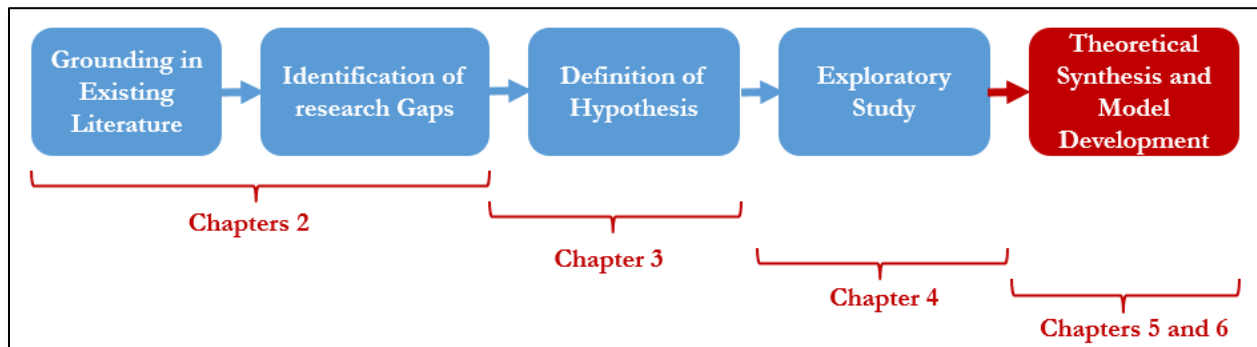 Grounding in
Existing
Literature
Identification of
research Gaps
Definition of
Hypothesis
Exploratory
Study
Theoretical
Synthesis and
Model
Development
Chapters 2
Chapter 3
Chapter 4
Chapters 5 and 6